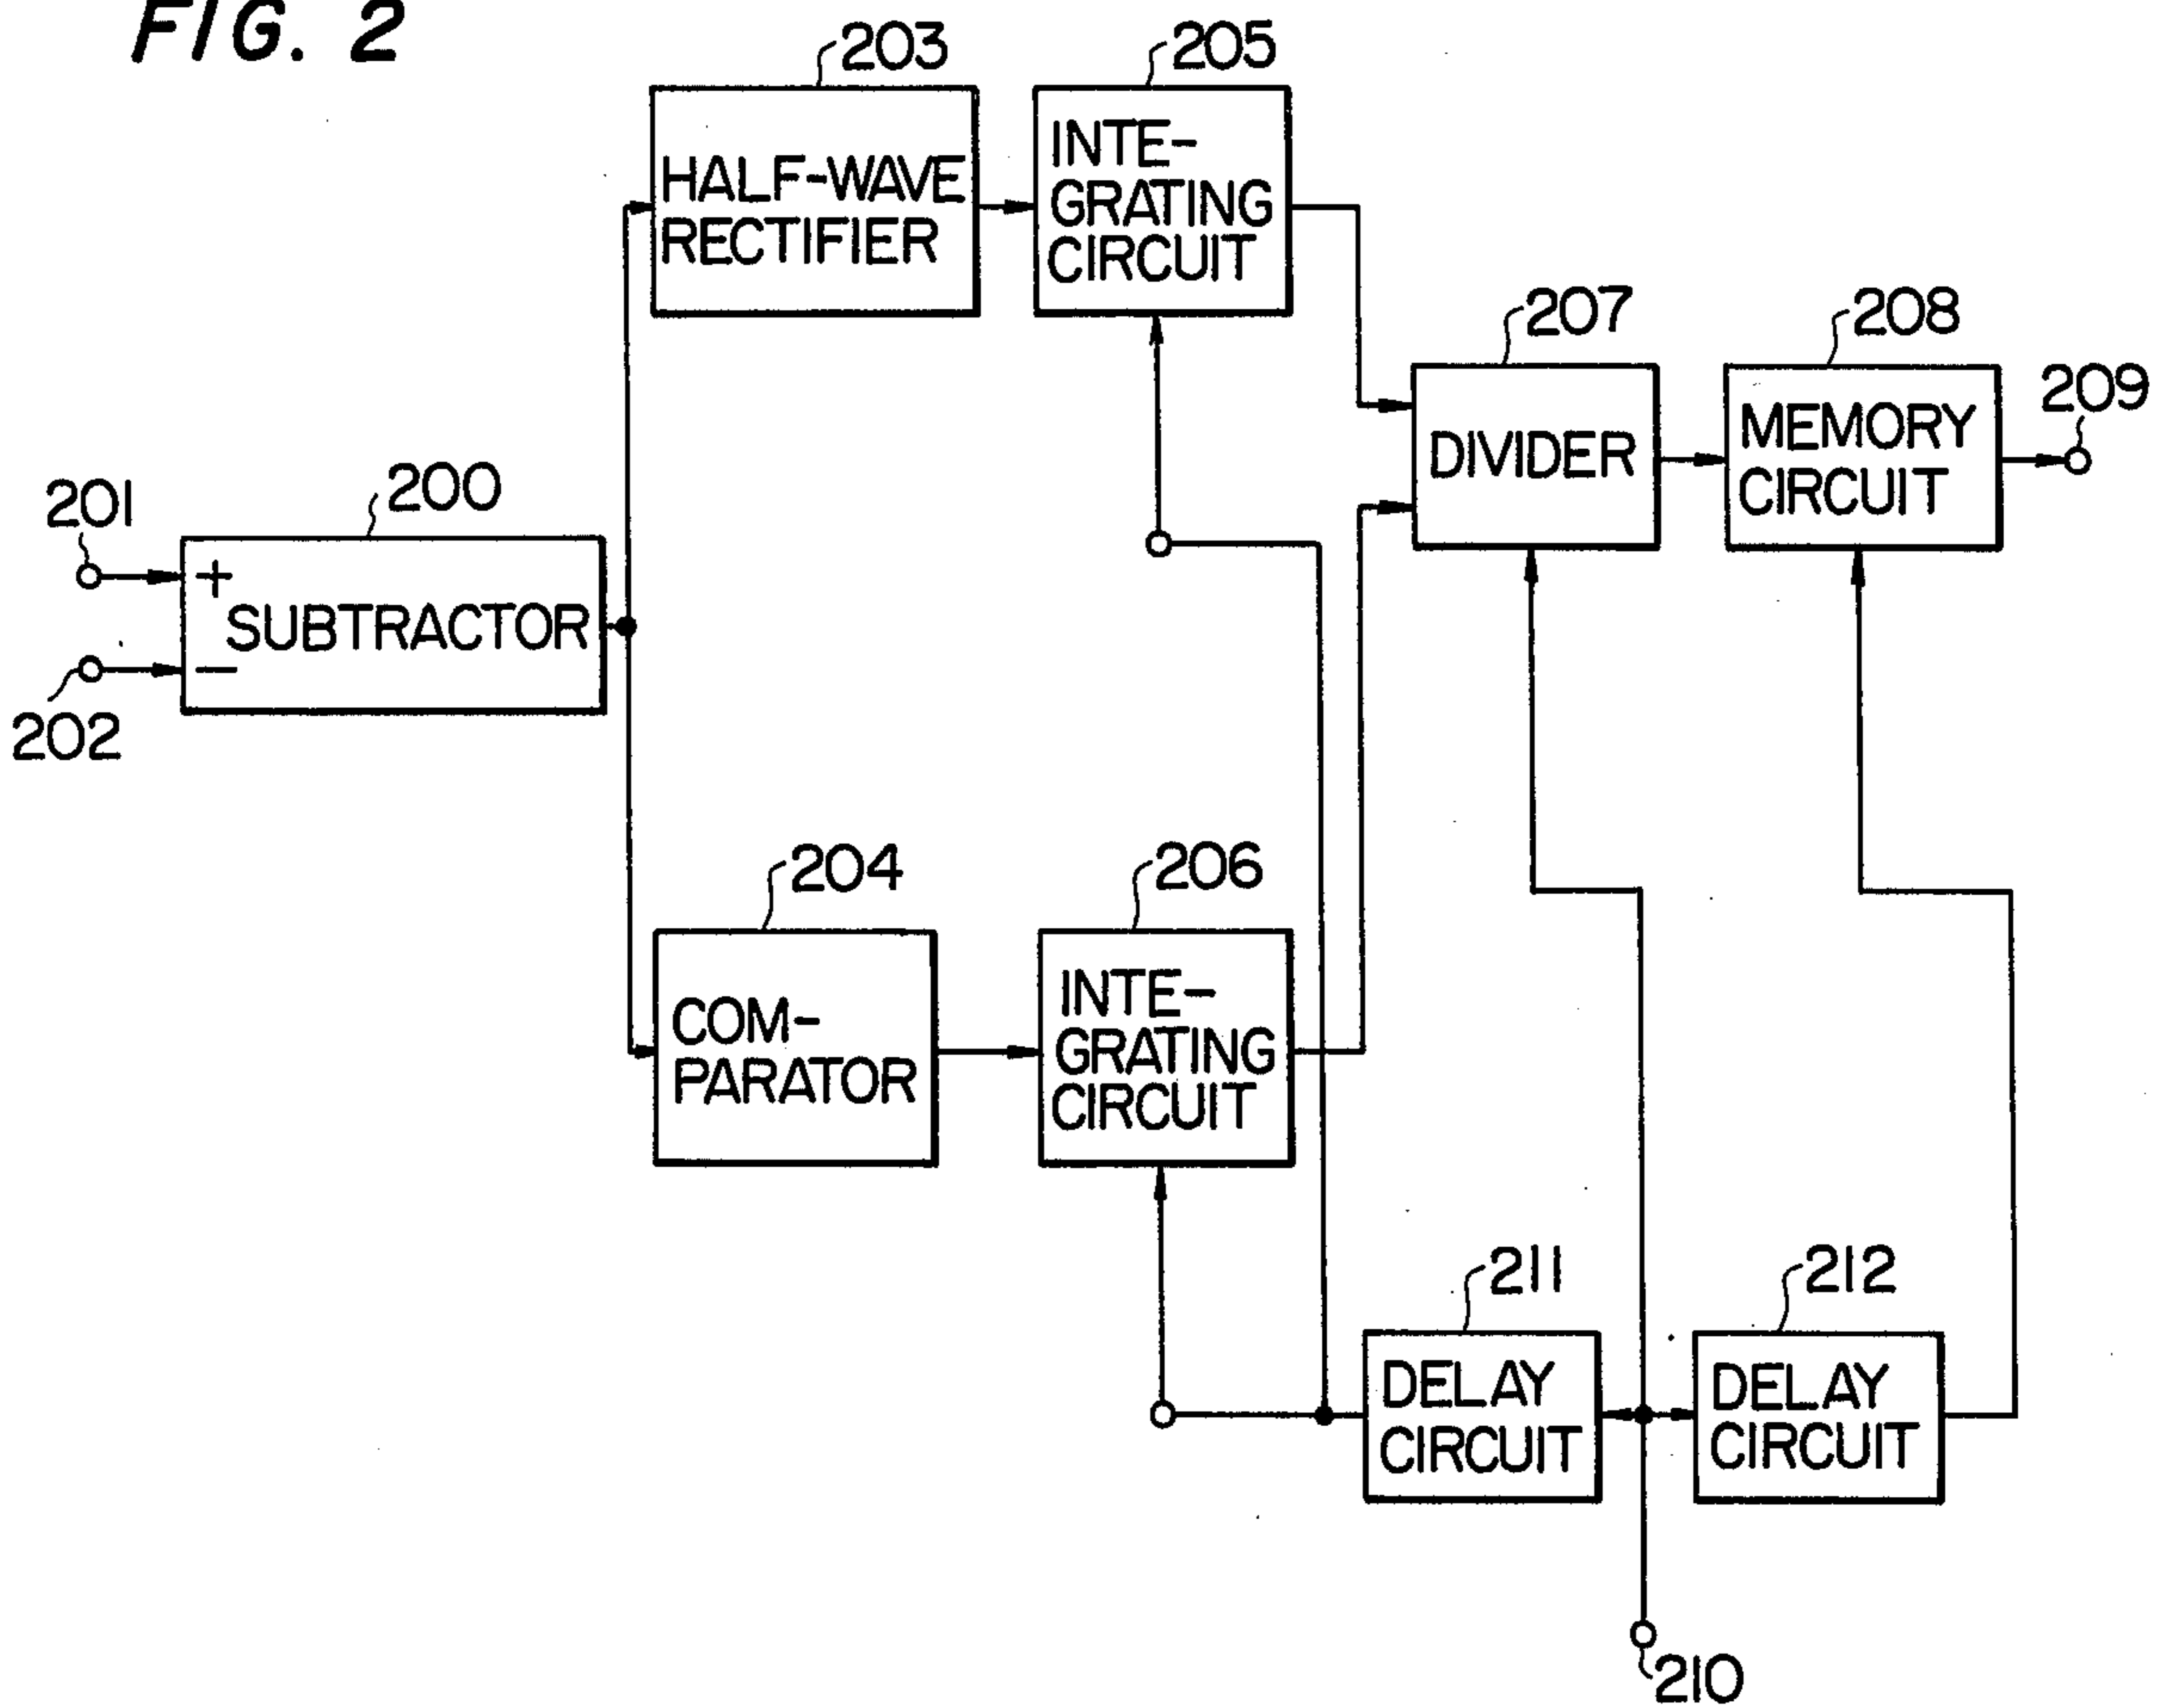 FIG. 2
203
205
HALF-WAVE
RECTIFIER
INTE-
GRATING
CIRCUIT
207
208
209
DIVIDER
MEMORY
CIRCUIT
201
200
+
SUBTRACTOR
−
202
204
206
COM-
PARATOR
INTE-
GRATING
CIRCUIT
211
212
DELAY
CIRCUIT
DELAY
CIRCUIT
210